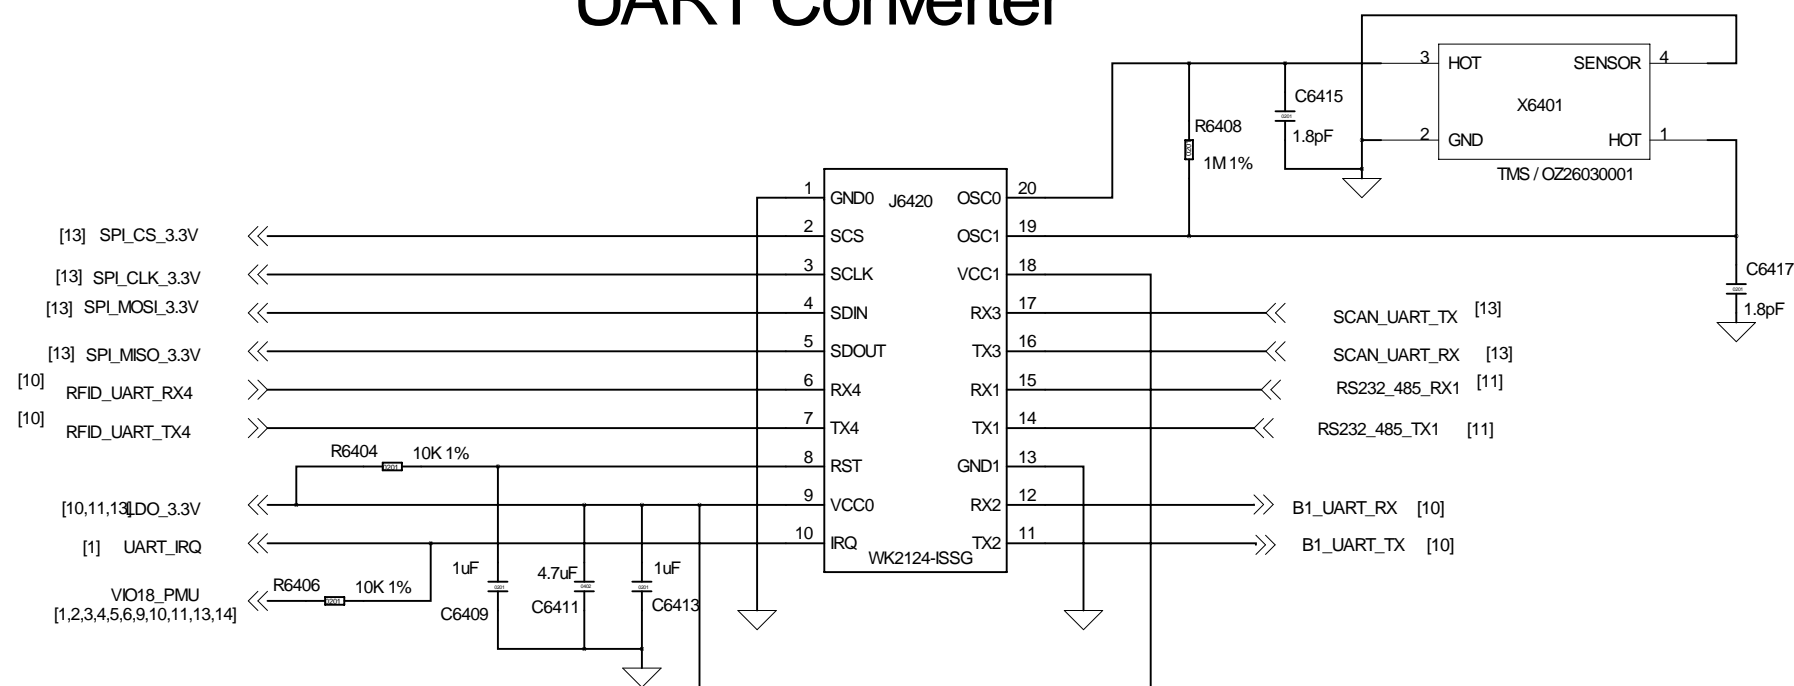 UART Converter
3 HOT SENSOR 4
X6401
2 GND HOT 1
TMS / OZ26030001
C6415
1.8pF
R6408
1M 1%
C6417
1.8pF
J6420
1 GND0 OSC0 20
[13] SPI_CS_3.3V 2 SCS OSC1 19
[13] SPI_CLK_3.3V 3 SCLK VCC1 18
[13] SPI_MOSI_3.3V 4 SDIN RX3 17 SCAN_UART_TX [13]
[13] SPI_MISO_3.3V 5 SDOUT TX3 16 SCAN_UART_RX [13]
[10] RFID_UART_RX4 6 RX4 RX1 15 RS232_485_RX1 [11]
[10] RFID_UART_TX4 7 TX4 TX1 14 RS232_485_TX1 [11]
R6404 10K 1% 8 RST GND1 13
[10,11,13] LDO_3.3V 9 VCC0 RX2 12 B1_UART_RX [10]
[1] UART_IRQ 10 IRQ TX2 11 B1_UART_TX [10]
WK2124-ISSG
R6406 10K 1%
VIO18_PMU
[1,2,3,4,5,6,9,10,11,13,14]
1uF 4.7uF 1uF
C6409 C6411 C6413